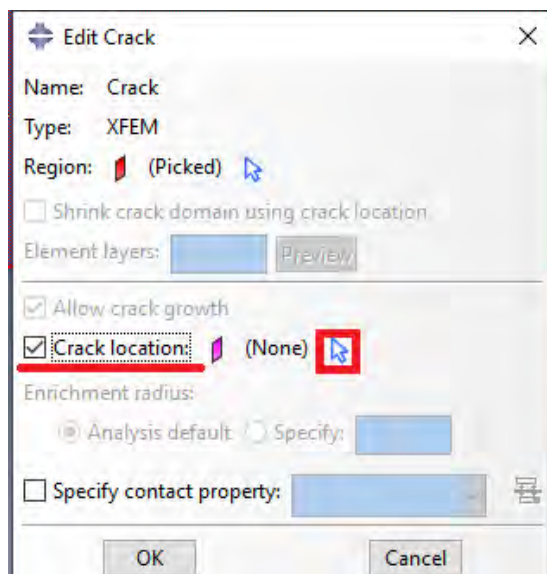 Edit Crack
Name: Crack
Type: XFEM
Region: (Picked)
Shrink crack domain using crack location
Element layers: Preview
Allow crack growth
Crack location: (None)
Enrichment radius:
Analysis default Specify:
Specify contact property:
OK Cancel